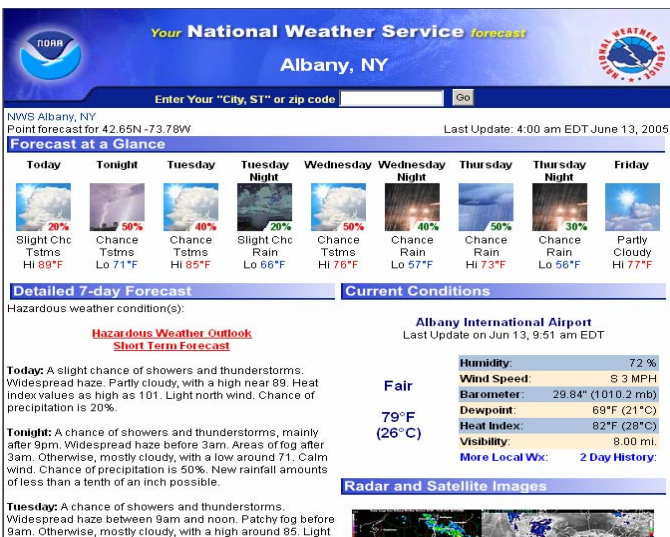 NOAA
Your National Weather Service forecast
Albany, NY
NATIONAL WEATHER SERVICE
Enter Your "City, ST" or zip code Go
NWS Albany, NY
Point forecast for 42.65N -73.78W Last Update: 4:00 am EDT June 13, 2005
Forecast at a Glance
Today Tonight Tuesday Tuesday Night Wednesday Wednesday Night Thursday Thursday Night Friday
20% 50% 40% 20% 50% 40% 50% 30%
Slight Chc Chance Chance Slight Chc Chance Chance Chance Chance Partly
Tstms Tstms Tstms Rain Tstms Rain Rain Rain Cloudy
Hi 89°F Lo 71°F Hi 85°F Lo 66°F Hi 76°F Lo 57°F Hi 73°F Lo 56°F Hi 77°F
Detailed 7-day Forecast
Hazardous weather condition(s):
Hazardous Weather Outlook
Short Term Forecast
Today: A slight chance of showers and thunderstorms.
Widespread haze. Partly cloudy, with a high near 89. Heat
index values as high as 101. Light north wind. Chance of
precipitation is 20%.
Tonight: A chance of showers and thunderstorms, mainly
after 9pm. Widespread haze before 3am. Areas of fog after
3am. Otherwise, mostly cloudy, with a low around 71. Calm
wind. Chance of precipitation is 50%. New rainfall amounts
of less than a tenth of an inch possible.
Tuesday: A chance of showers and thunderstorms.
Widespread haze between 9am and noon. Patchy fog before
9am. Otherwise, mostly cloudy, with a high around 85. Light
Current Conditions
Albany International Airport
Last Update on Jun 13, 9:51 am EDT
Fair
79°F
(26°C)
Humidity: 72 %
Wind Speed: S 3 MPH
Barometer: 29.84" (1010.2 mb)
Dewpoint: 69°F (21°C)
Heat Index: 82°F (28°C)
Visibility: 8.00 mi.
More Local Wx: 2 Day History:
Radar and Satellite Images